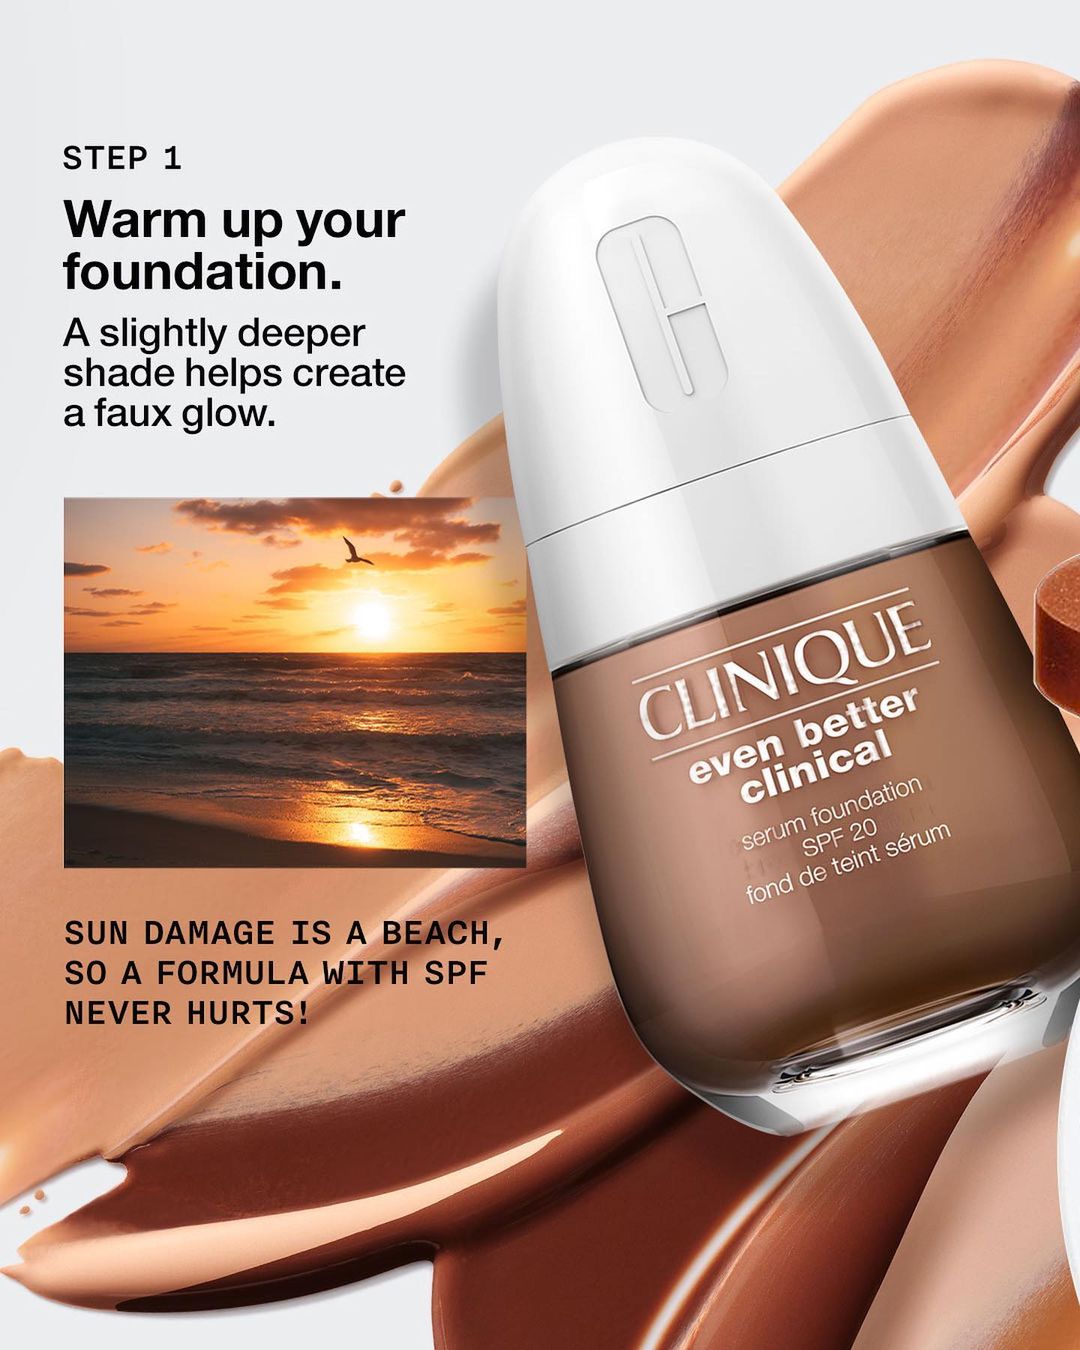 STEP 1
Warm up your
foundation.
A slightly deeper
shade helps create
a faux glow.
CLINIQUE
even better
clinical
serum foundation
SPF 20
fond de teint sérum
SUN DAMAGE IS A BEACH,
SO A FORMULA WITH SPF
NEVER HURTS!